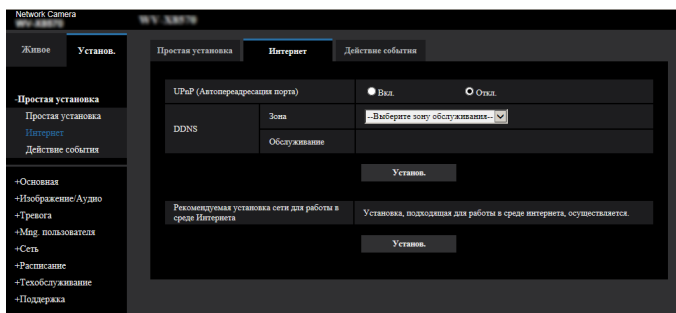 Network Camera
Живое
Установ.
Простая установка
Интернет
Действие события
-Простая установка
Простая установка
Интернет
Действие события
+Основная
+Изображение/Аудио
+Тревога
+Mng. пользователя
+Сеть
+Расписание
+Техобслуживание
+Поддержка
UPnP (Автопереадресация порта)
Вкл.
Откл.
DDNS
Зона
--Выберите зону обслуживания--
Обслуживание
Установ.
Рекомендуемая установка сети для работы в
среде Интернета
Установка, подходящая для работы в среде интернета, осуществляется.
Установ.